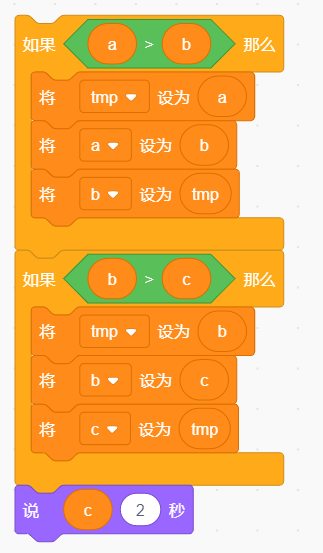 如果 a > b 那么
将 tmp 设为 a
将 a 设为 b
将 b 设为 tmp
如果 b > c 那么
将 tmp 设为 b
将 b 设为 c
将 c 设为 tmp
说 c 2 秒